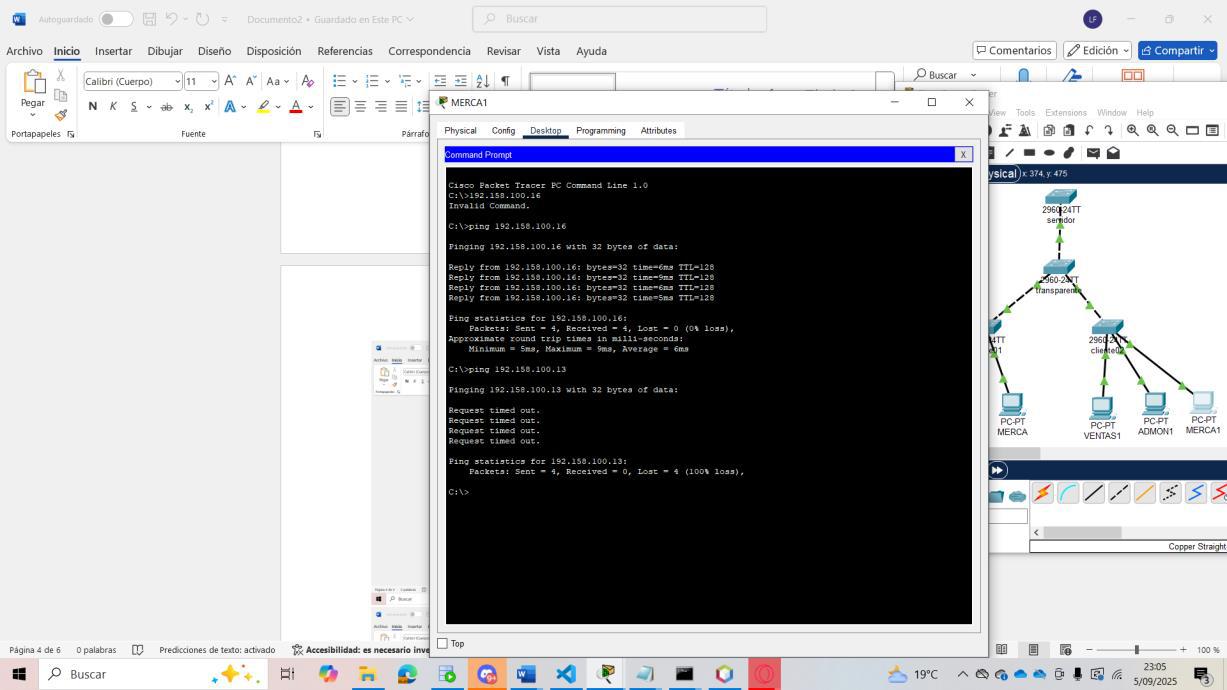 Autoguardado
Documento2 • Guardado en Este PC
Buscar
LF
Archivo Inicio Insertar Dibujar Diseño Disposición Referencias Correspondencia Revisar Vista Ayuda
Comentarios Edición Compartir
Pegar
Calibri (Cuerpo) 11
N K S ab x₂ x² A A
Buscar
Portapapeles Fuente Párrafo
MERCA1
Physical Config Desktop Programming Attributes
Command Prompt X
Cisco Packet Tracer PC Command Line 1.0
C:\>192.158.100.16
Invalid Command.
C:\>ping 192.158.100.16
Pinging 192.158.100.16 with 32 bytes of data:
Reply from 192.158.100.16: bytes=32 time=6ms TTL=128
Reply from 192.158.100.16: bytes=32 time=9ms TTL=128
Reply from 192.158.100.16: bytes=32 time=6ms TTL=128
Reply from 192.158.100.16: bytes=32 time=5ms TTL=128
Ping statistics for 192.158.100.16:
Packets: Sent = 4, Received = 4, Lost = 0 (0% loss),
Approximate round trip times in milli-seconds:
Minimum = 5ms, Maximum = 9ms, Average = 6ms
C:\>ping 192.158.100.13
Pinging 192.158.100.13 with 32 bytes of data:
Request timed out.
Request timed out.
Request timed out.
Request timed out.
Ping statistics for 192.158.100.13:
Packets: Sent = 4, Received = 0, Lost = 4 (100% loss),
C:\>
Top
View Tools Extensions Window Help
ysical x: 374, y: 475
2960-24TT
servidor
2960-24TT
transparente
2960-24TT
cliente02
PC-PT
MERCA
PC-PT
VENTAS1
PC-PT
ADMON1
PC-PT
MERCA1
Copper Straight
Página 4 de 6 0 palabras Predicciones de texto: activado Accesibilidad: es necesario inve
100 %
Buscar
19°C
23:05
5/09/2025
3